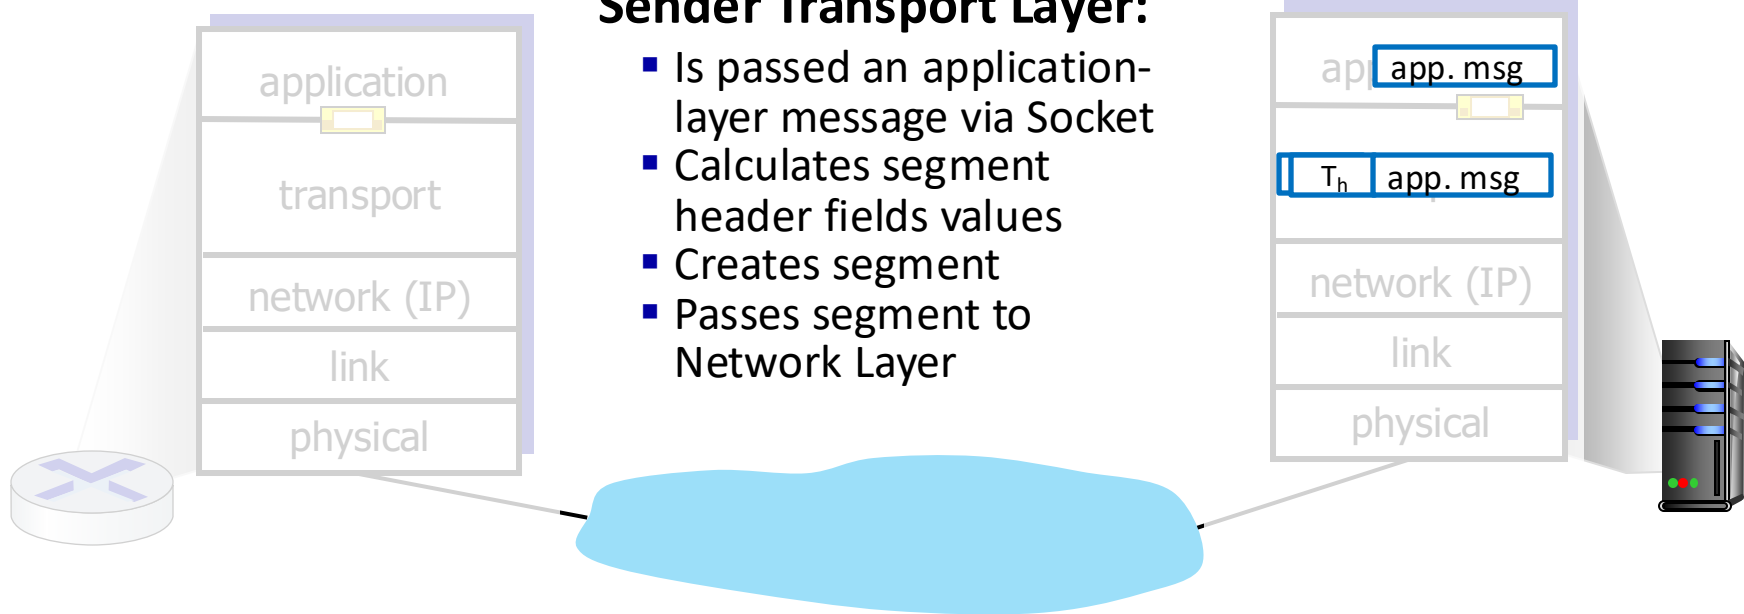 Sender Transport Layer:
▪ Is passed an application-
layer message via Socket
▪ Calculates segment
header fields values
▪ Creates segment
▪ Passes segment to
Network Layer
application
transport
network (IP)
link
physical
app
app. msg
Th
app. msg
network (IP)
link
physical